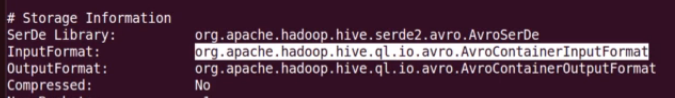 # Storage Information
SerDe Library: org.apache.hadoop.hive.serde2.avro.AvroSerDe
InputFormat: org.apache.hadoop.hive.ql.io.avro.AvroContainerInputFormat
OutputFormat: org.apache.hadoop.hive.ql.io.avro.AvroContainerOutputFormat
Compressed: No